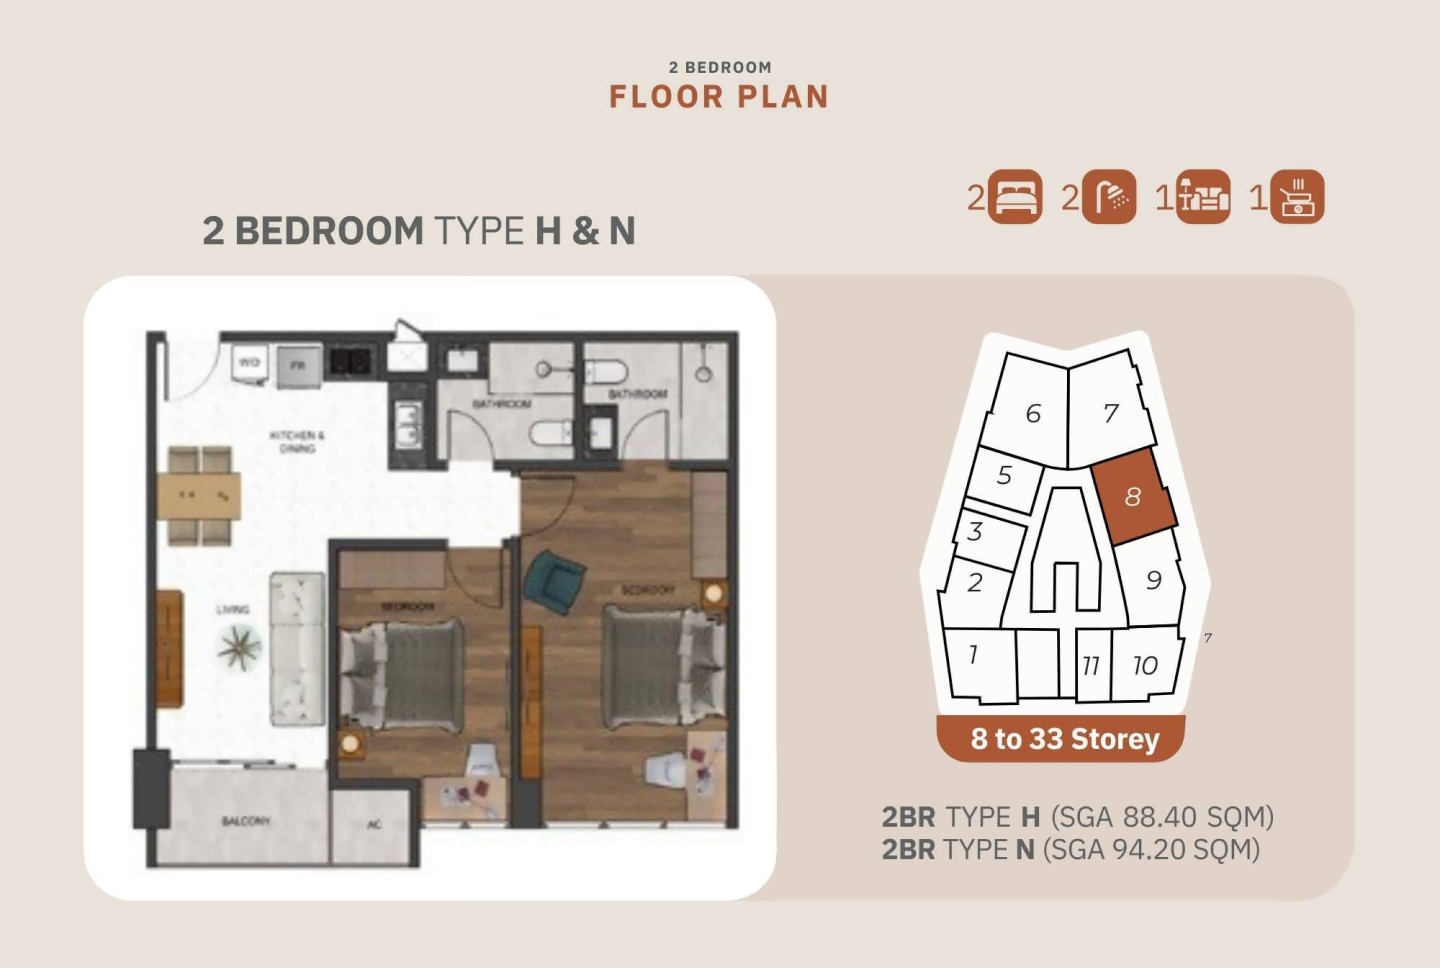 2 BEDROOM
FLOOR PLAN
2 2 1 1
2 BEDROOM TYPE H & N
WD
FR
BATHROOM
BATHROOM
KITCHEN &
DINING
BEDROOM
BEDROOM
LIVING
BALCONY
AC
6
7
5
8
3
2
9
7
1
11
10
8 to 33 Storey
2BR TYPE H (SGA 88.40 SQM)
2BR TYPE N (SGA 94.20 SQM)